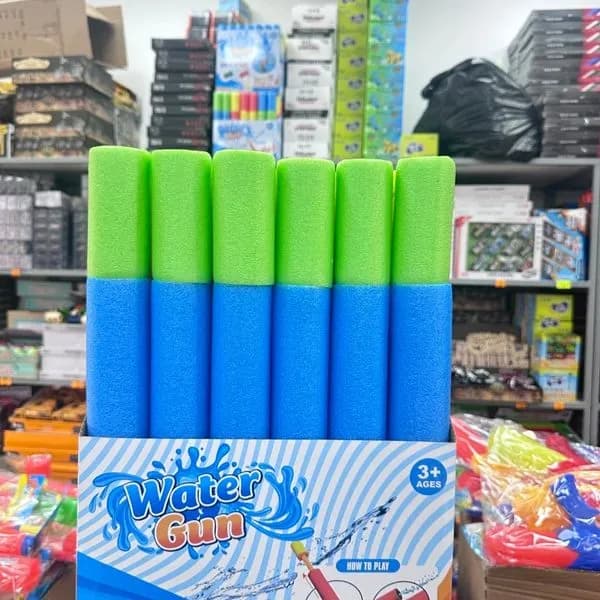 Water
Gun
3+
AGES
HOW TO PLAY